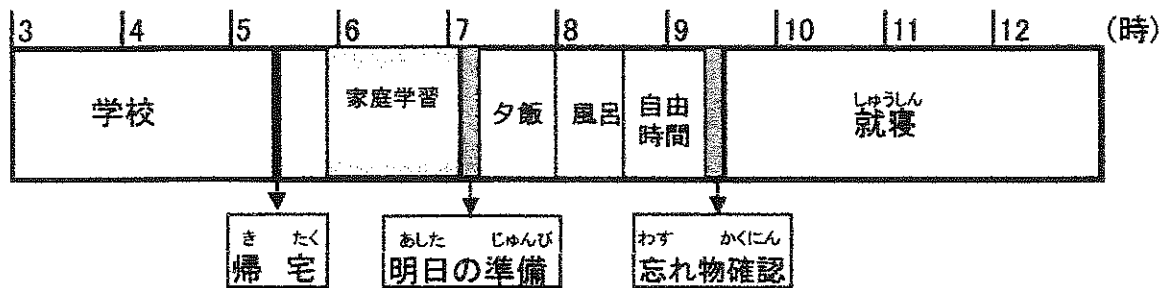 3 4 5 6 7 8 9 10 11 12 (時)
学校 家庭学習 夕飯 風呂 自由時間 就寝
しゅうしん
き たく
帰 宅
あした じゅんび
明日の準備
わす かくにん
忘れ物確認